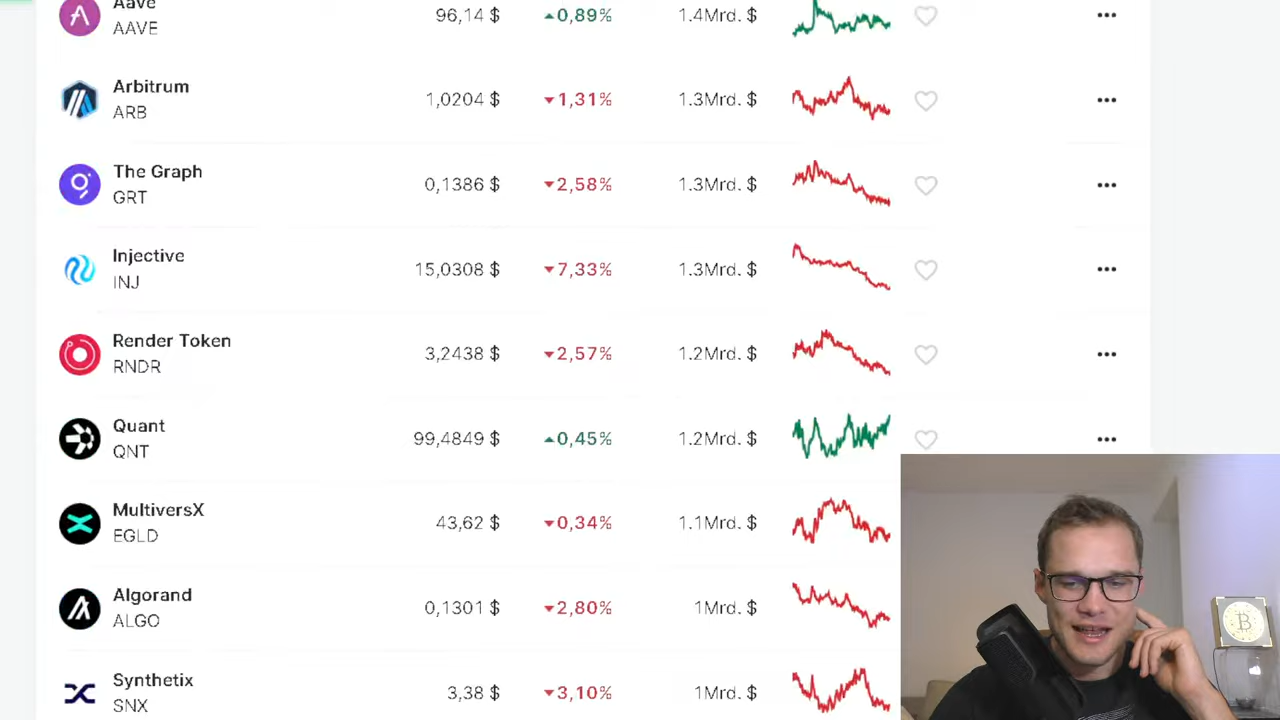 Aave
AAVE
96,14 $
0,89%
1.4Mrd. $
Arbitrum
ARB
1,0204 $
1,31%
1.3Mrd. $
The Graph
GRT
0,1386 $
2,58%
1.3Mrd. $
Injective
INJ
15,0308 $
7,33%
1.3Mrd. $
Render Token
RNDR
3,2438 $
2,57%
1.2Mrd. $
Quant
QNT
99,4849 $
0,45%
1.2Mrd. $
MultiversX
EGLD
43,62 $
0,34%
1.1Mrd. $
Algorand
ALGO
0,1301 $
2,80%
1Mrd. $
Synthetix
SNX
3,38 $
3,10%
1Mrd. $